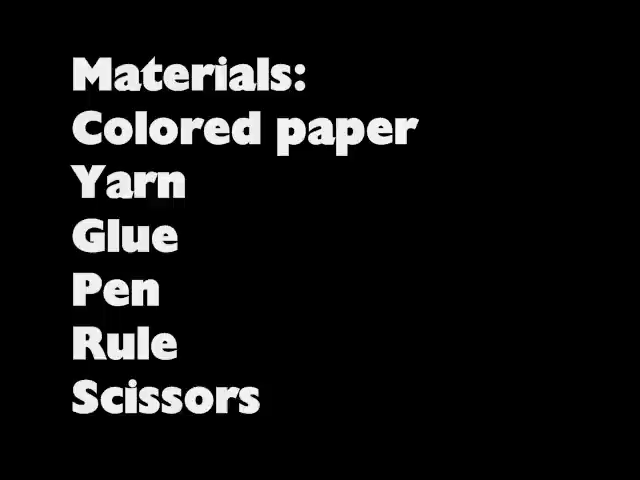 Materials:
Colored paper
Yarn
Glue
Pen
Rule
Scissors